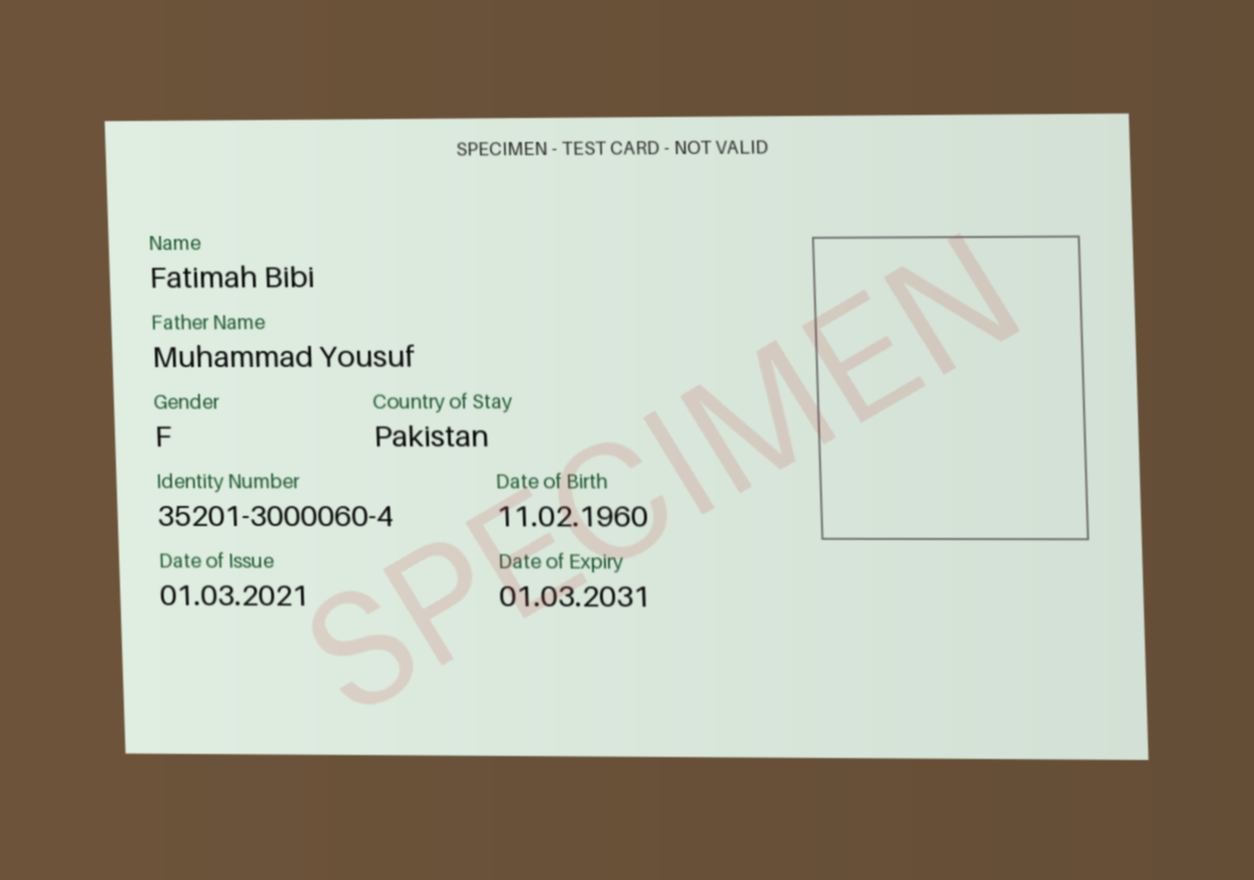 SPECIMEN - TEST CARD - NOT VALID
Name
Fatimah Bibi
Father Name
Muhammad Yousuf
Gender Country of Stay
F Pakistan
Identity Number Date of Birth
35201-3000060-4 11.02.1960
Date of Issue Date of Expiry
01.03.2021 01.03.2031
SPECIMEN